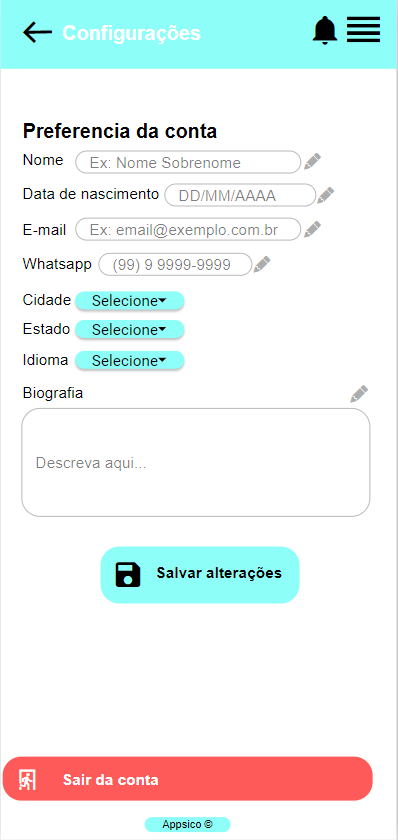 Configurações
Preferencia da conta
Nome Ex: Nome Sobrenome
Data de nascimento DD/MM/AAAA
E-mail Ex: email@exemplo.com.br
Whatsapp (99) 9 9999-9999
Cidade Selecione
Estado Selecione
Idioma Selecione
Biografia
Descreva aqui...
Salvar alterações
Sair da conta
Appsico ©